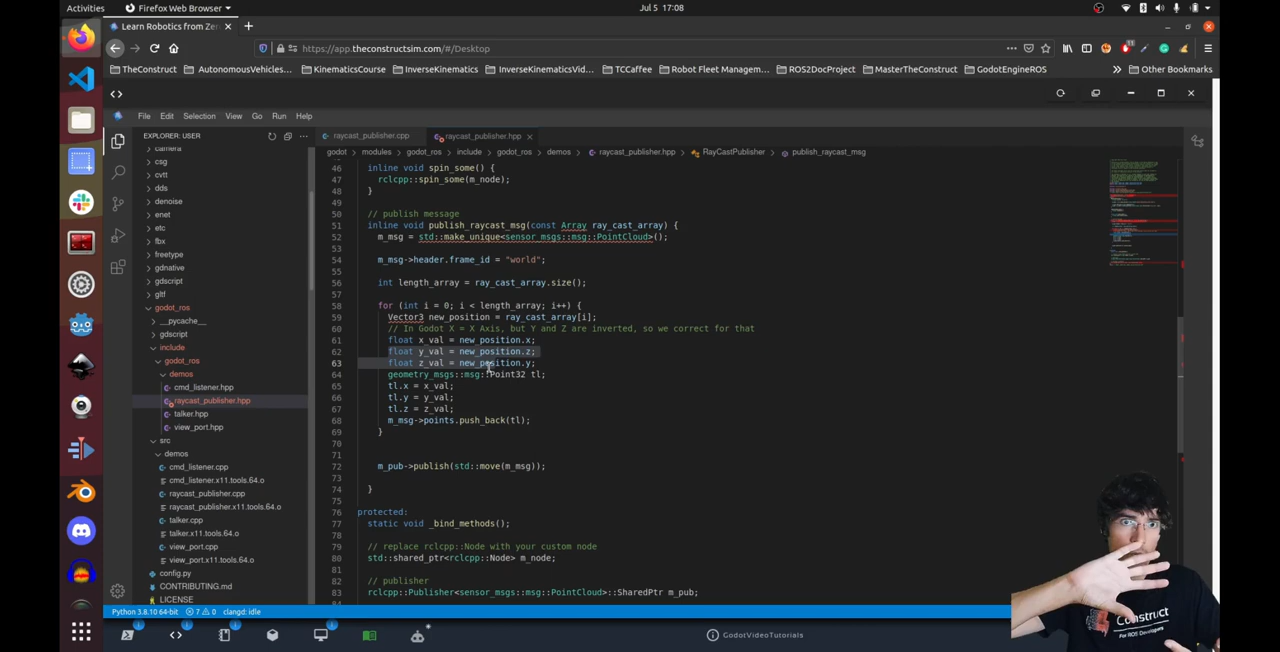 Activities
Firefox Web Browser
Jul 5 17:08
Learn Robotics from Zer
https://app.theconstructsim.com/#/Desktop
11
TheConstruct
AutonomousVehicles…
KinematicsCourse
InverseKinematics
InverseKinematicsVid…
TCCaffee
Robot Fleet Managem…
ROS2DocProject
MasterTheConstruct
GodotEngineROS
Other Bookmarks
File Edit Selection View Go Run Help
EXPLORER: USER
raycast_publisher.cpp
raycast_publisher.hpp
godot > modules > godot_ros > include > godot_ros > demos > raycast_publisher.hpp > RayCastPublisher > publish_raycast_msg
camera
csg
cvtt
dds
denoise
enet
etc
fbx
freetype
gdnative
gdscript
gltf
godot_ros
__pycache__
gdscript
include
godot_ros
demos
cmd_listener.hpp
raycast_publisher.hpp
talker.hpp
view_port.hpp
src
demos
cmd_listener.cpp
cmd_listener.x11.tools.64.o
raycast_publisher.cpp
raycast_publisher.x11.tools.64.o
talker.cpp
talker.x11.tools.64.o
view_port.cpp
view_port.x11.tools.64.o
config.py
CONTRIBUTING.md
LICENSE
46 inline void spin_some() {
47 rclcpp::spin_some(m_node);
48 }
49
50 // publish message
51 inline void publish_raycast_msg(const Array ray_cast_array) {
52 m_msg = std::make_unique<sensor_msgs::msg::PointCloud>();
53
54 m_msg->header.frame_id = "world";
55
56 int length_array = ray_cast_array.size();
57
58 for (int i = 0; i < length_array; i++) {
59 Vector3 new_position = ray_cast_array[i];
60 // In Godot X = X Axis, but Y and Z are inverted, so we correct for that
61 float x_val = new_position.x;
62 float y_val = new_position.z;
63 float z_val = new_position.y;
64 geometry_msgs::msg::Point32 tl;
65 tl.x = x_val;
66 tl.y = y_val;
67 tl.z = z_val;
68 m_msg->points.push_back(tl);
69 }
70
71
72 m_pub->publish(std::move(m_msg));
73
74 }
75
76 protected:
77 static void _bind_methods();
78
79 // replace rclcpp::Node with your custom node
80 std::shared_ptr<rclcpp::Node> m_node;
81
82 // publisher
83 rclcpp::Publisher<sensor_msgs::msg::PointCloud>::SharedPtr m_pub;
Python 3.8.10 64-bit
7 0
clangd: idle
1
1
1
1
GodotVideoTutorials
Construct
For ROS Developers